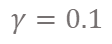 γ = 0.1